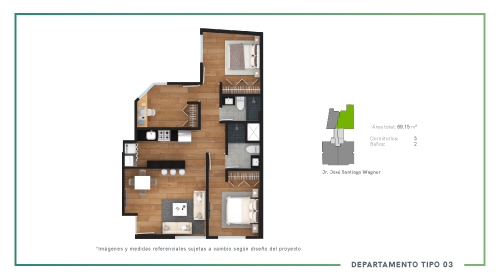 Área total: 69.15 m²
Dormitorios: 3
Baños: 2
Jr. José Santiago Wagner
*Imágenes y medidas referenciales sujetas a cambio según diseño del proyecto.
DEPARTAMENTO TIPO 03